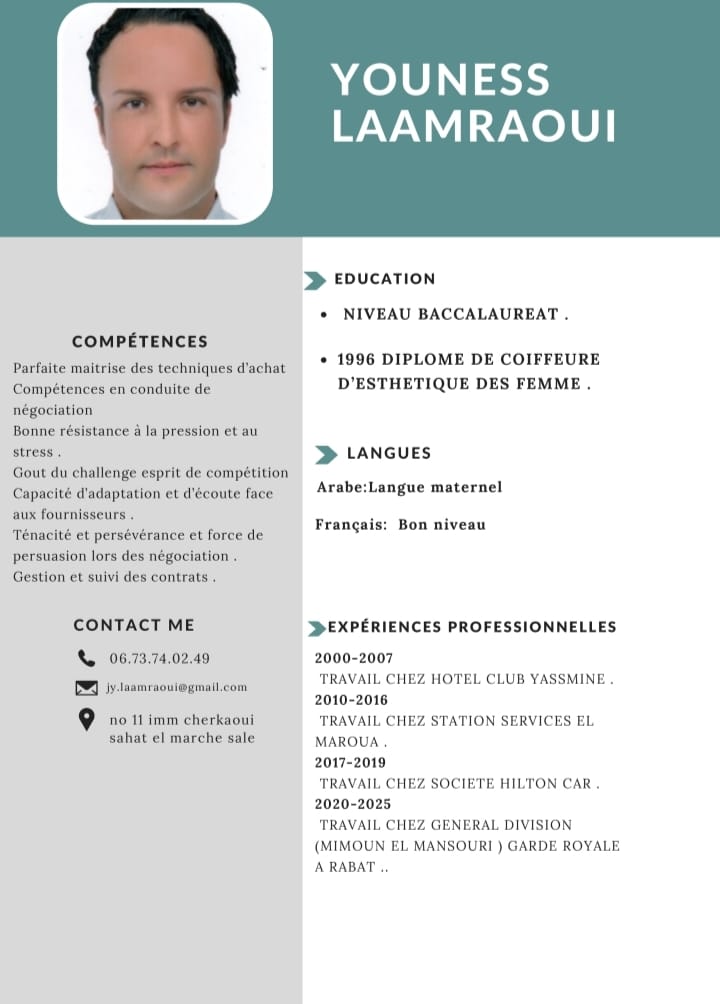 YOUNESS
LAAMRAOUI
COMPÉTENCES
Parfaite maitrise des techniques d'achat
Compétences en conduite de
négociation
Bonne résistance à la pression et au
stress .
Gout du challenge esprit de compétition
Capacité d'adaptation et d'écoute face
aux fournisseurs .
Ténacité et persévérance et force de
persuasion lors des négociation .
Gestion et suivi des contrats .
CONTACT ME
06.73.74.02.49
jy.laamraoui@gmail.com
no 11 imm cherkaoui
sahat el marche sale
EDUCATION
• NIVEAU BACCALAUREAT .
• 1996 DIPLOME DE COIFFEURE
D'ESTHETIQUE DES FEMME .
LANGUES
Arabe:Langue maternel
Français: Bon niveau
EXPÉRIENCES PROFESSIONNELLES
2000-2007
TRAVAIL CHEZ HOTEL CLUB YASSMINE .
2010-2016
TRAVAIL CHEZ STATION SERVICES EL
MAROUA .
2017-2019
TRAVAIL CHEZ SOCIETE HILTON CAR .
2020-2025
TRAVAIL CHEZ GENERAL DIVISION
(MIMOUN EL MANSOURI ) GARDE ROYALE
A RABAT ..